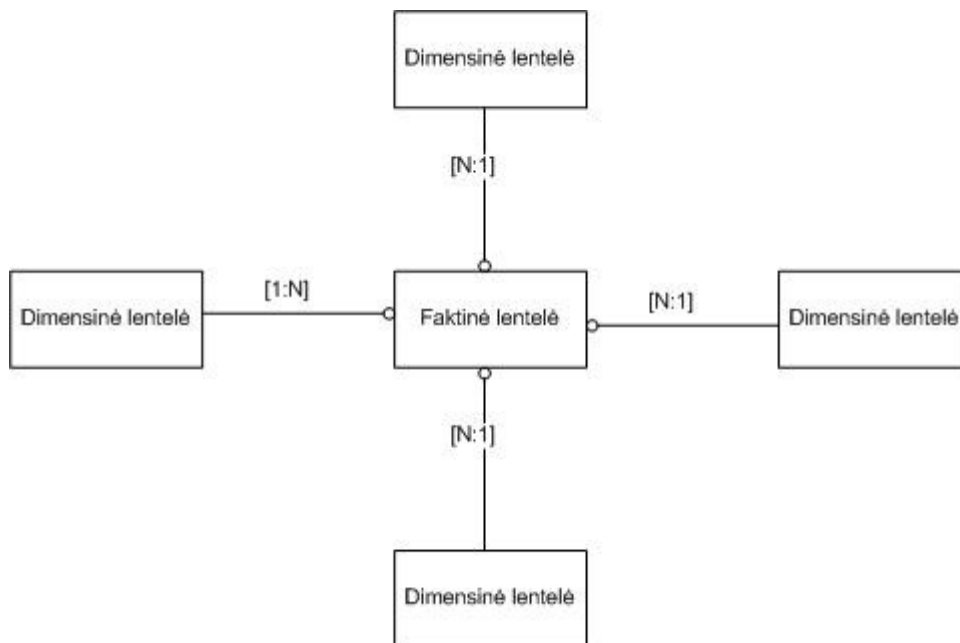 Dimensinė lentelė
[N:1]
[1:N]
Dimensinė lentelė
Faktinė lentelė
[N:1]
Dimensinė lentelė
[N:1]
Dimensinė lentelė